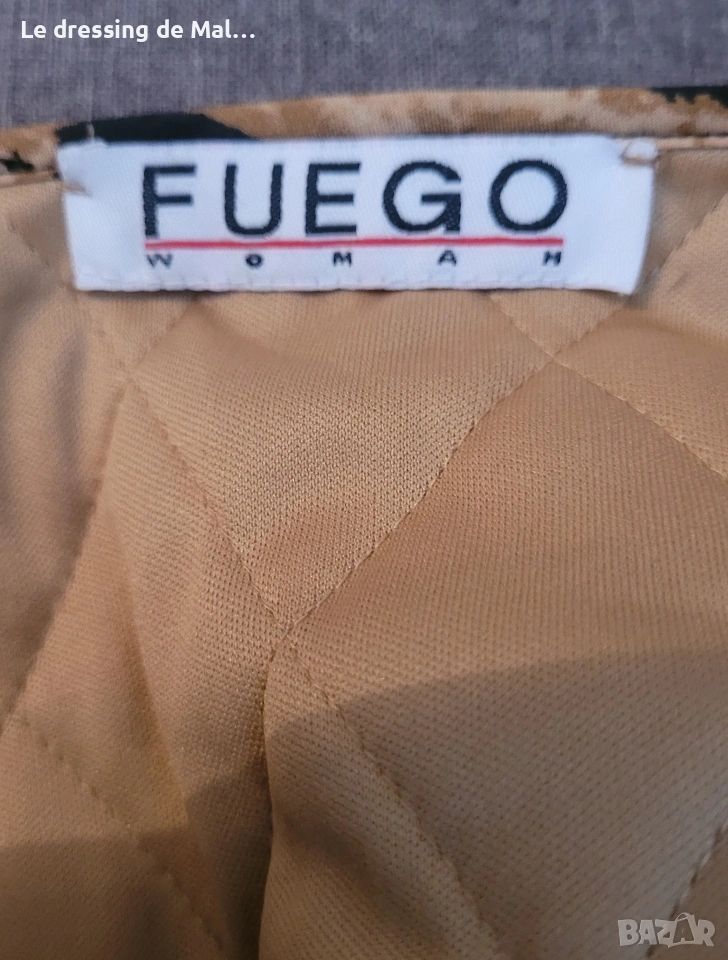 Le dressing de Mal...
FUEGO
WOMAN
BAZAR